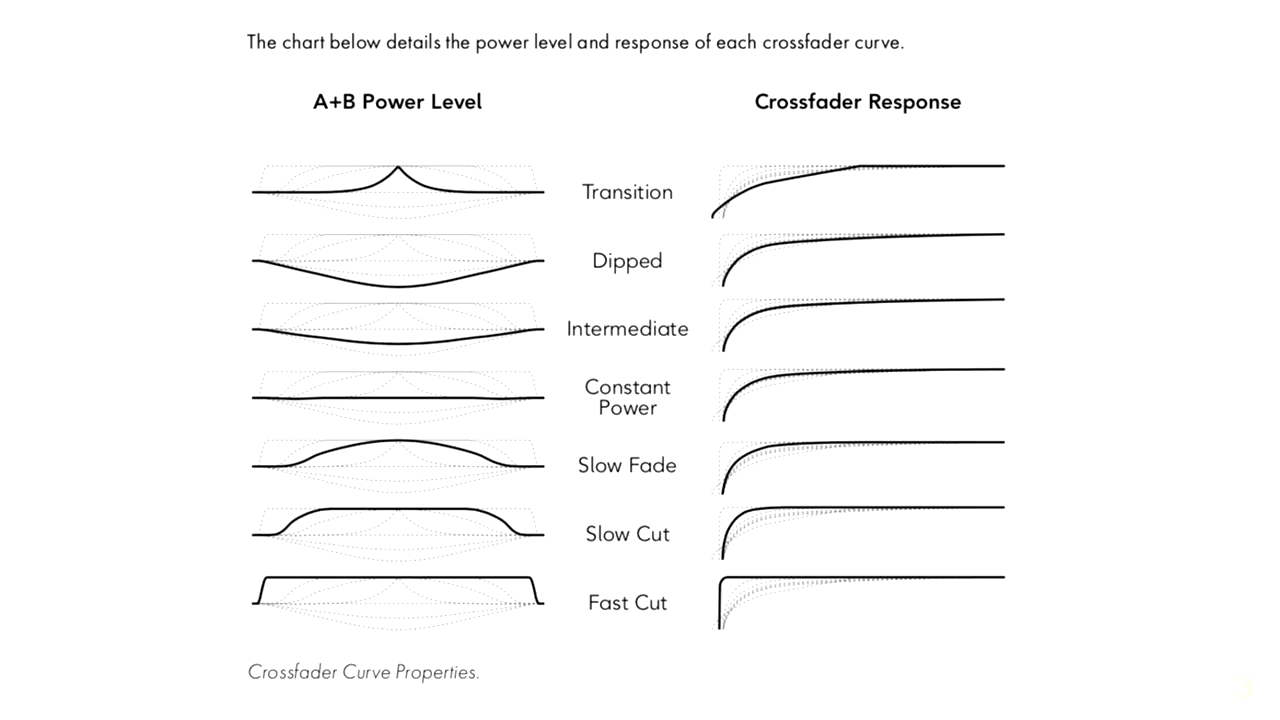 The chart below details the power level and response of each crossfader curve.
A+B Power Level
Crossfader Response
Transition
Dipped
Intermediate
Constant
Power
Slow Fade
Slow Cut
Fast Cut
Crossfader Curve Properties.